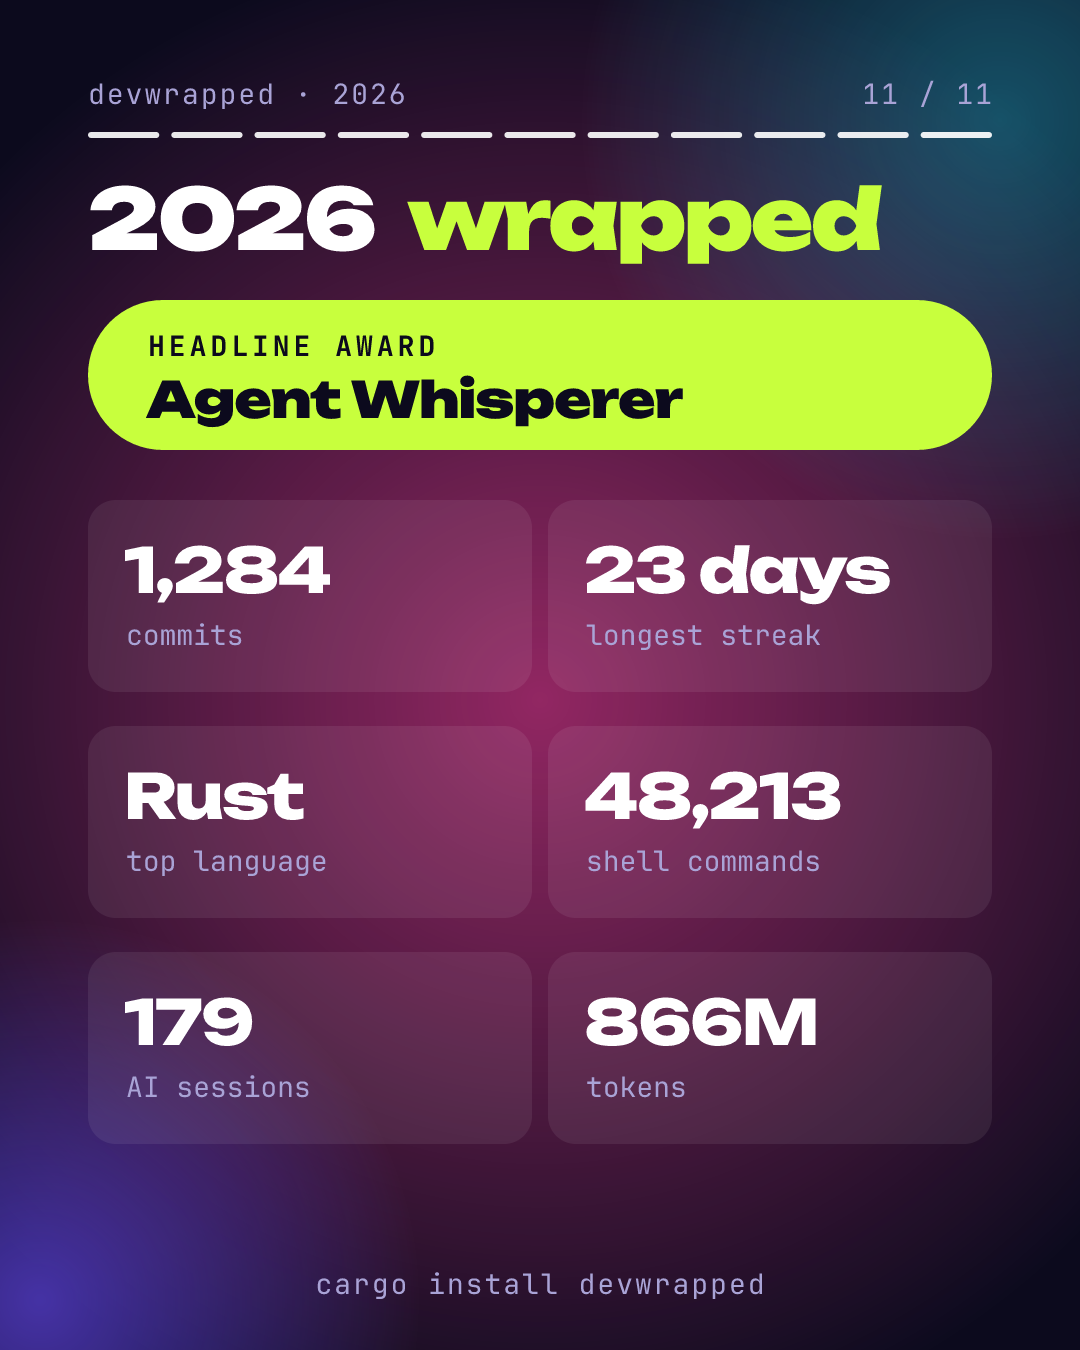 devwrapped · 2026
11 / 11
2026 wrapped
HEADLINE AWARD
Agent Whisperer
1,284
commits
23 days
longest streak
Rust
top language
48,213
shell commands
179
AI sessions
866M
tokens
cargo install devwrapped